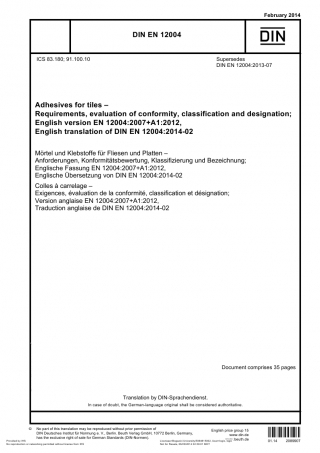 February 2014
DIN EN 12004
DIN
ICS 83.180; 91.100.10
Supersedes
DIN EN 12004:2013-07
Adhesives for tiles –
Requirements, evaluation of conformity, classification and designation;
English version EN 12004:2007+A1:2012,
English translation of DIN EN 12004:2014-02
Mörtel und Klebstoffe für Fliesen und Platten –
Anforderungen, Konformitätsbewertung, Klassifizierung und Bezeichnung;
Englische Fassung EN 12004:2007+A1:2012,
Englische Übersetzung von DIN EN 12004:2014-02
Colles à carrelage –
Exigences, évaluation de la conformité, classification et désignation;
Version anglaise EN 12004:2007+A1:2012,
Traduction anglaise de DIN EN 12004:2014-02
Document comprises 35 pages
Translation by DIN-Sprachendienst.
In case of doubt, the German-language original shall be considered authoritative.
© No part of this translation may be reproduced without prior permission of
DIN Deutsches Institut für Normung e. V., Berlin. Beuth Verlag GmbH, 10772 Berlin, Germany,
has the exclusive right of sale for German Standards (DIN-Normen).
English price group 15
www.din.de
www.beuth.de